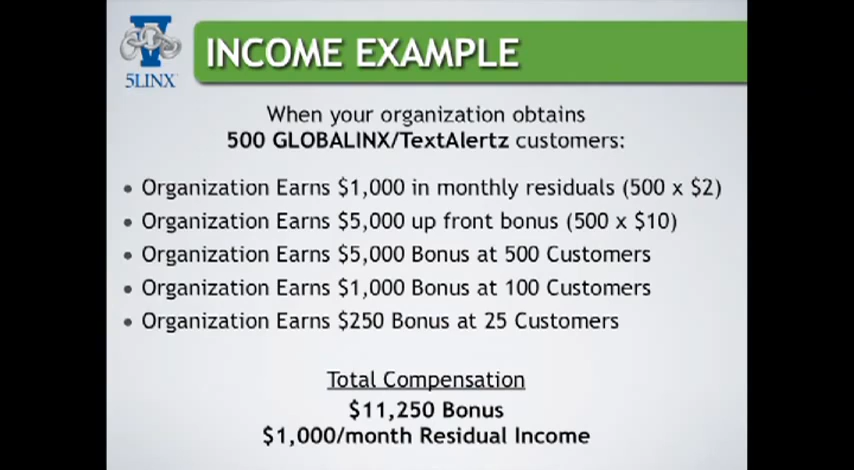 5LINX
INCOME EXAMPLE
When your organization obtains
500 GLOBALINX/TextAlertz customers:
• Organization Earns $1,000 in monthly residuals (500 x $2)
• Organization Earns $5,000 up front bonus (500 x $10)
• Organization Earns $5,000 Bonus at 500 Customers
• Organization Earns $1,000 Bonus at 100 Customers
• Organization Earns $250 Bonus at 25 Customers
Total Compensation
$11,250 Bonus
$1,000/month Residual Income